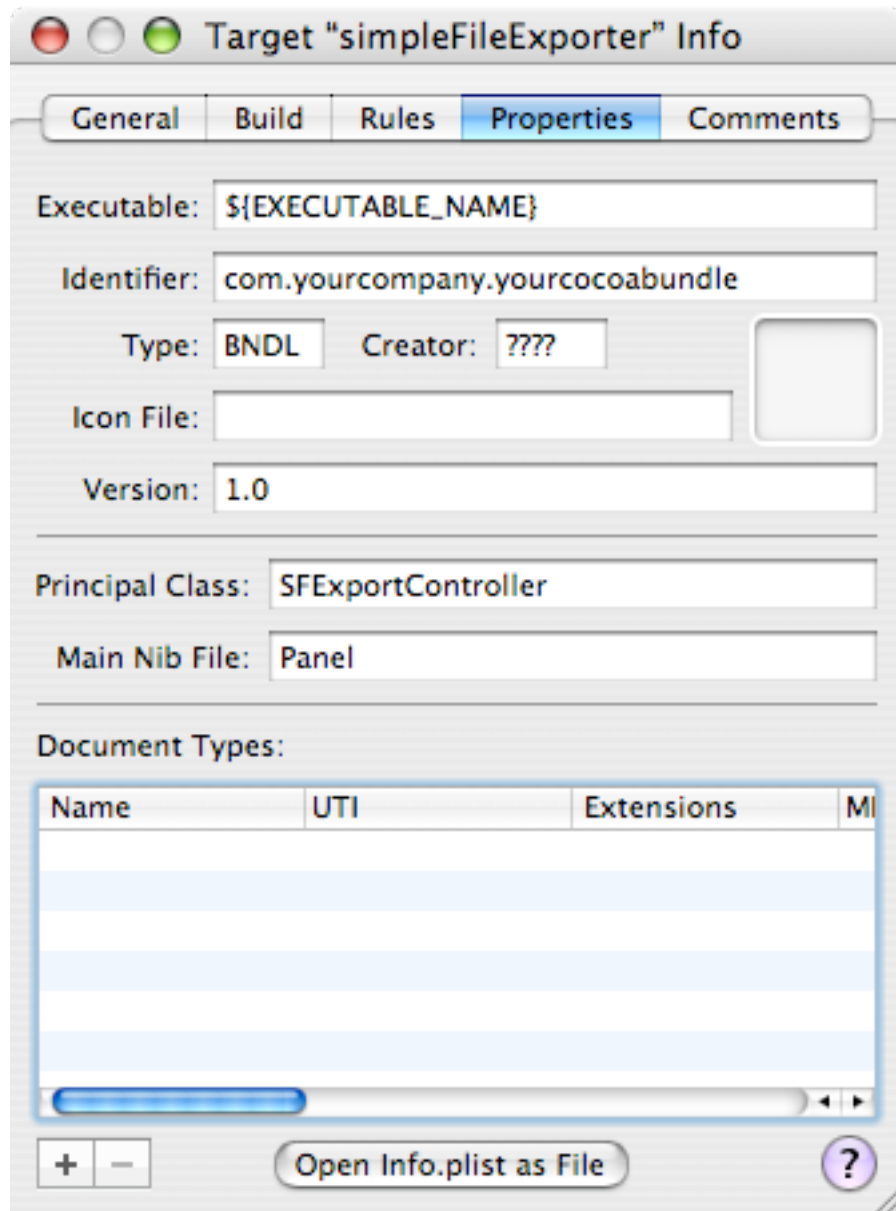 Target “simpleFileExporter” Info
General Build Rules Properties Comments
Executable: ${EXECUTABLE_NAME}
Identifier: com.yourcompany.yourcocoabundle
Type: BNDL Creator: ????
Icon File:
Version: 1.0
Principal Class: SFExportController
Main Nib File: Panel
Document Types:
Name UTI Extensions MI
+ − Open Info.plist as File ?